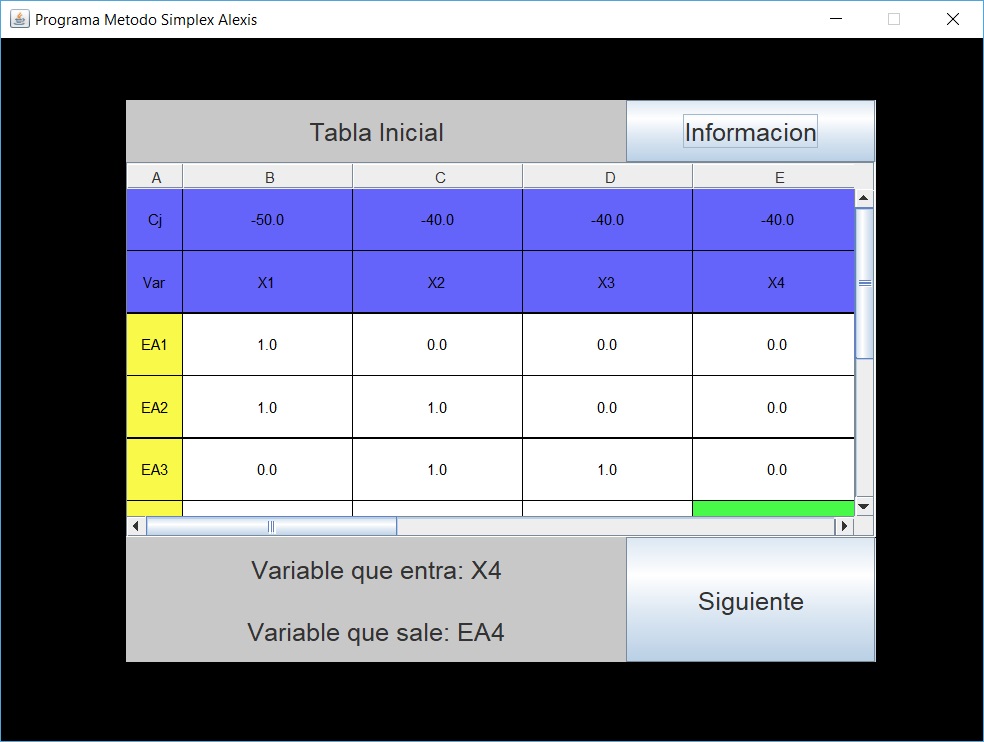 Programa Metodo Simplex Alexis
Tabla Inicial Informacion
A B C D E
Cj -50.0 -40.0 -40.0 -40.0
Var X1 X2 X3 X4
EA1 1.0 0.0 0.0 0.0
EA2 1.0 1.0 0.0 0.0
EA3 0.0 1.0 1.0 0.0
Variable que entra: X4
Siguiente
Variable que sale: EA4